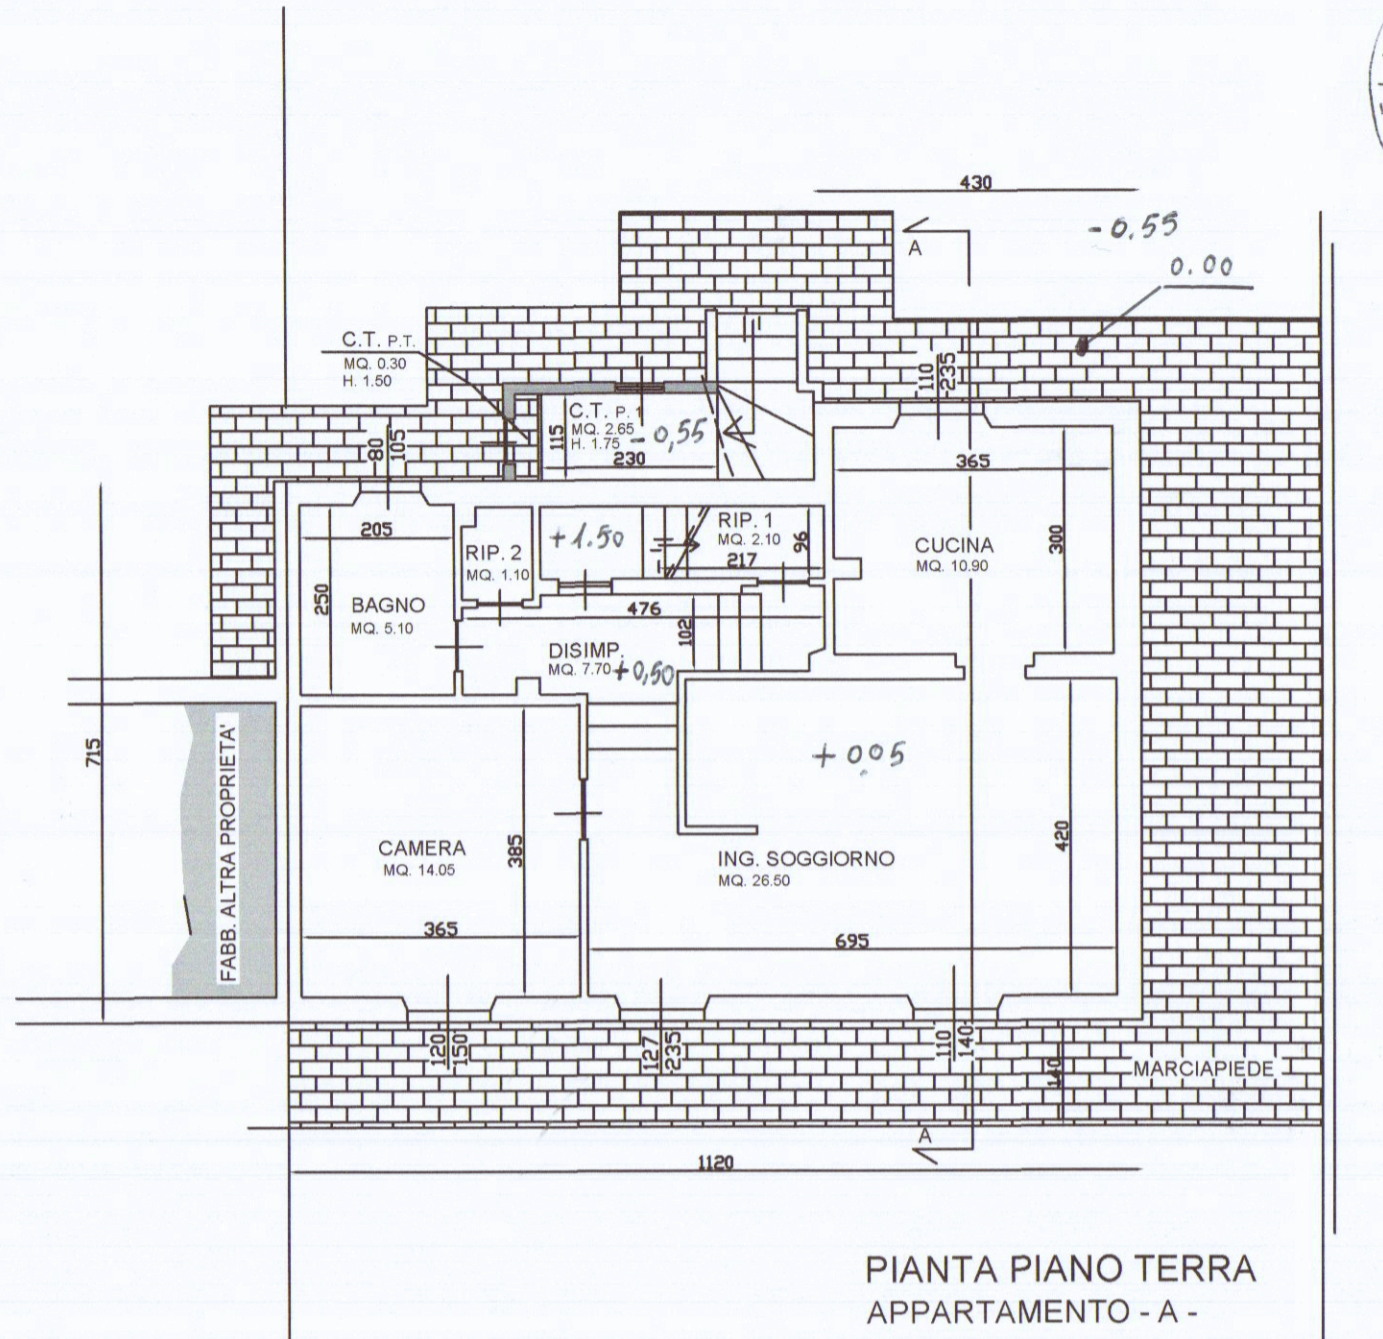 430
- 0.55
0.00
A
C.T. P.T.
MQ. 0.30
H. 1.50
110
235
C.T. P. 1
MQ. 2.65
H. 1.75
- 0,55
115
230
80
105
365
205
RIP. 2
MQ. 1.10
+1.50
RIP. 1
MQ. 2.10
217
96
CUCINA
MQ. 10.90
300
250
BAGNO
MQ. 5.10
476
102
DISIMP.
MQ. 7.70
+0,50
715
FABB. ALTRA PROPRIETA'
+ 0.05
CAMERA
MQ. 14.05
385
ING. SOGGIORNO
MQ. 26.50
420
365
695
120
150
127
235
110
140
140
MARCIAPIEDE
A
1120
PIANTA PIANO TERRA
APPARTAMENTO - A -